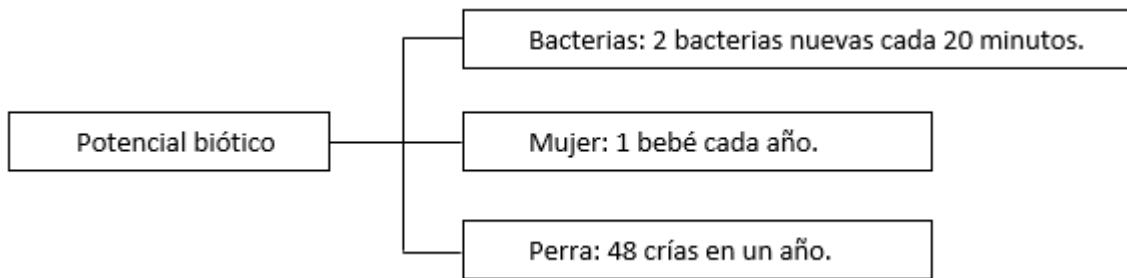 Bacterias: 2 bacterias nuevas cada 20 minutos.
Potencial biótico
Mujer: 1 bebé cada año.
Perra: 48 crías en un año.